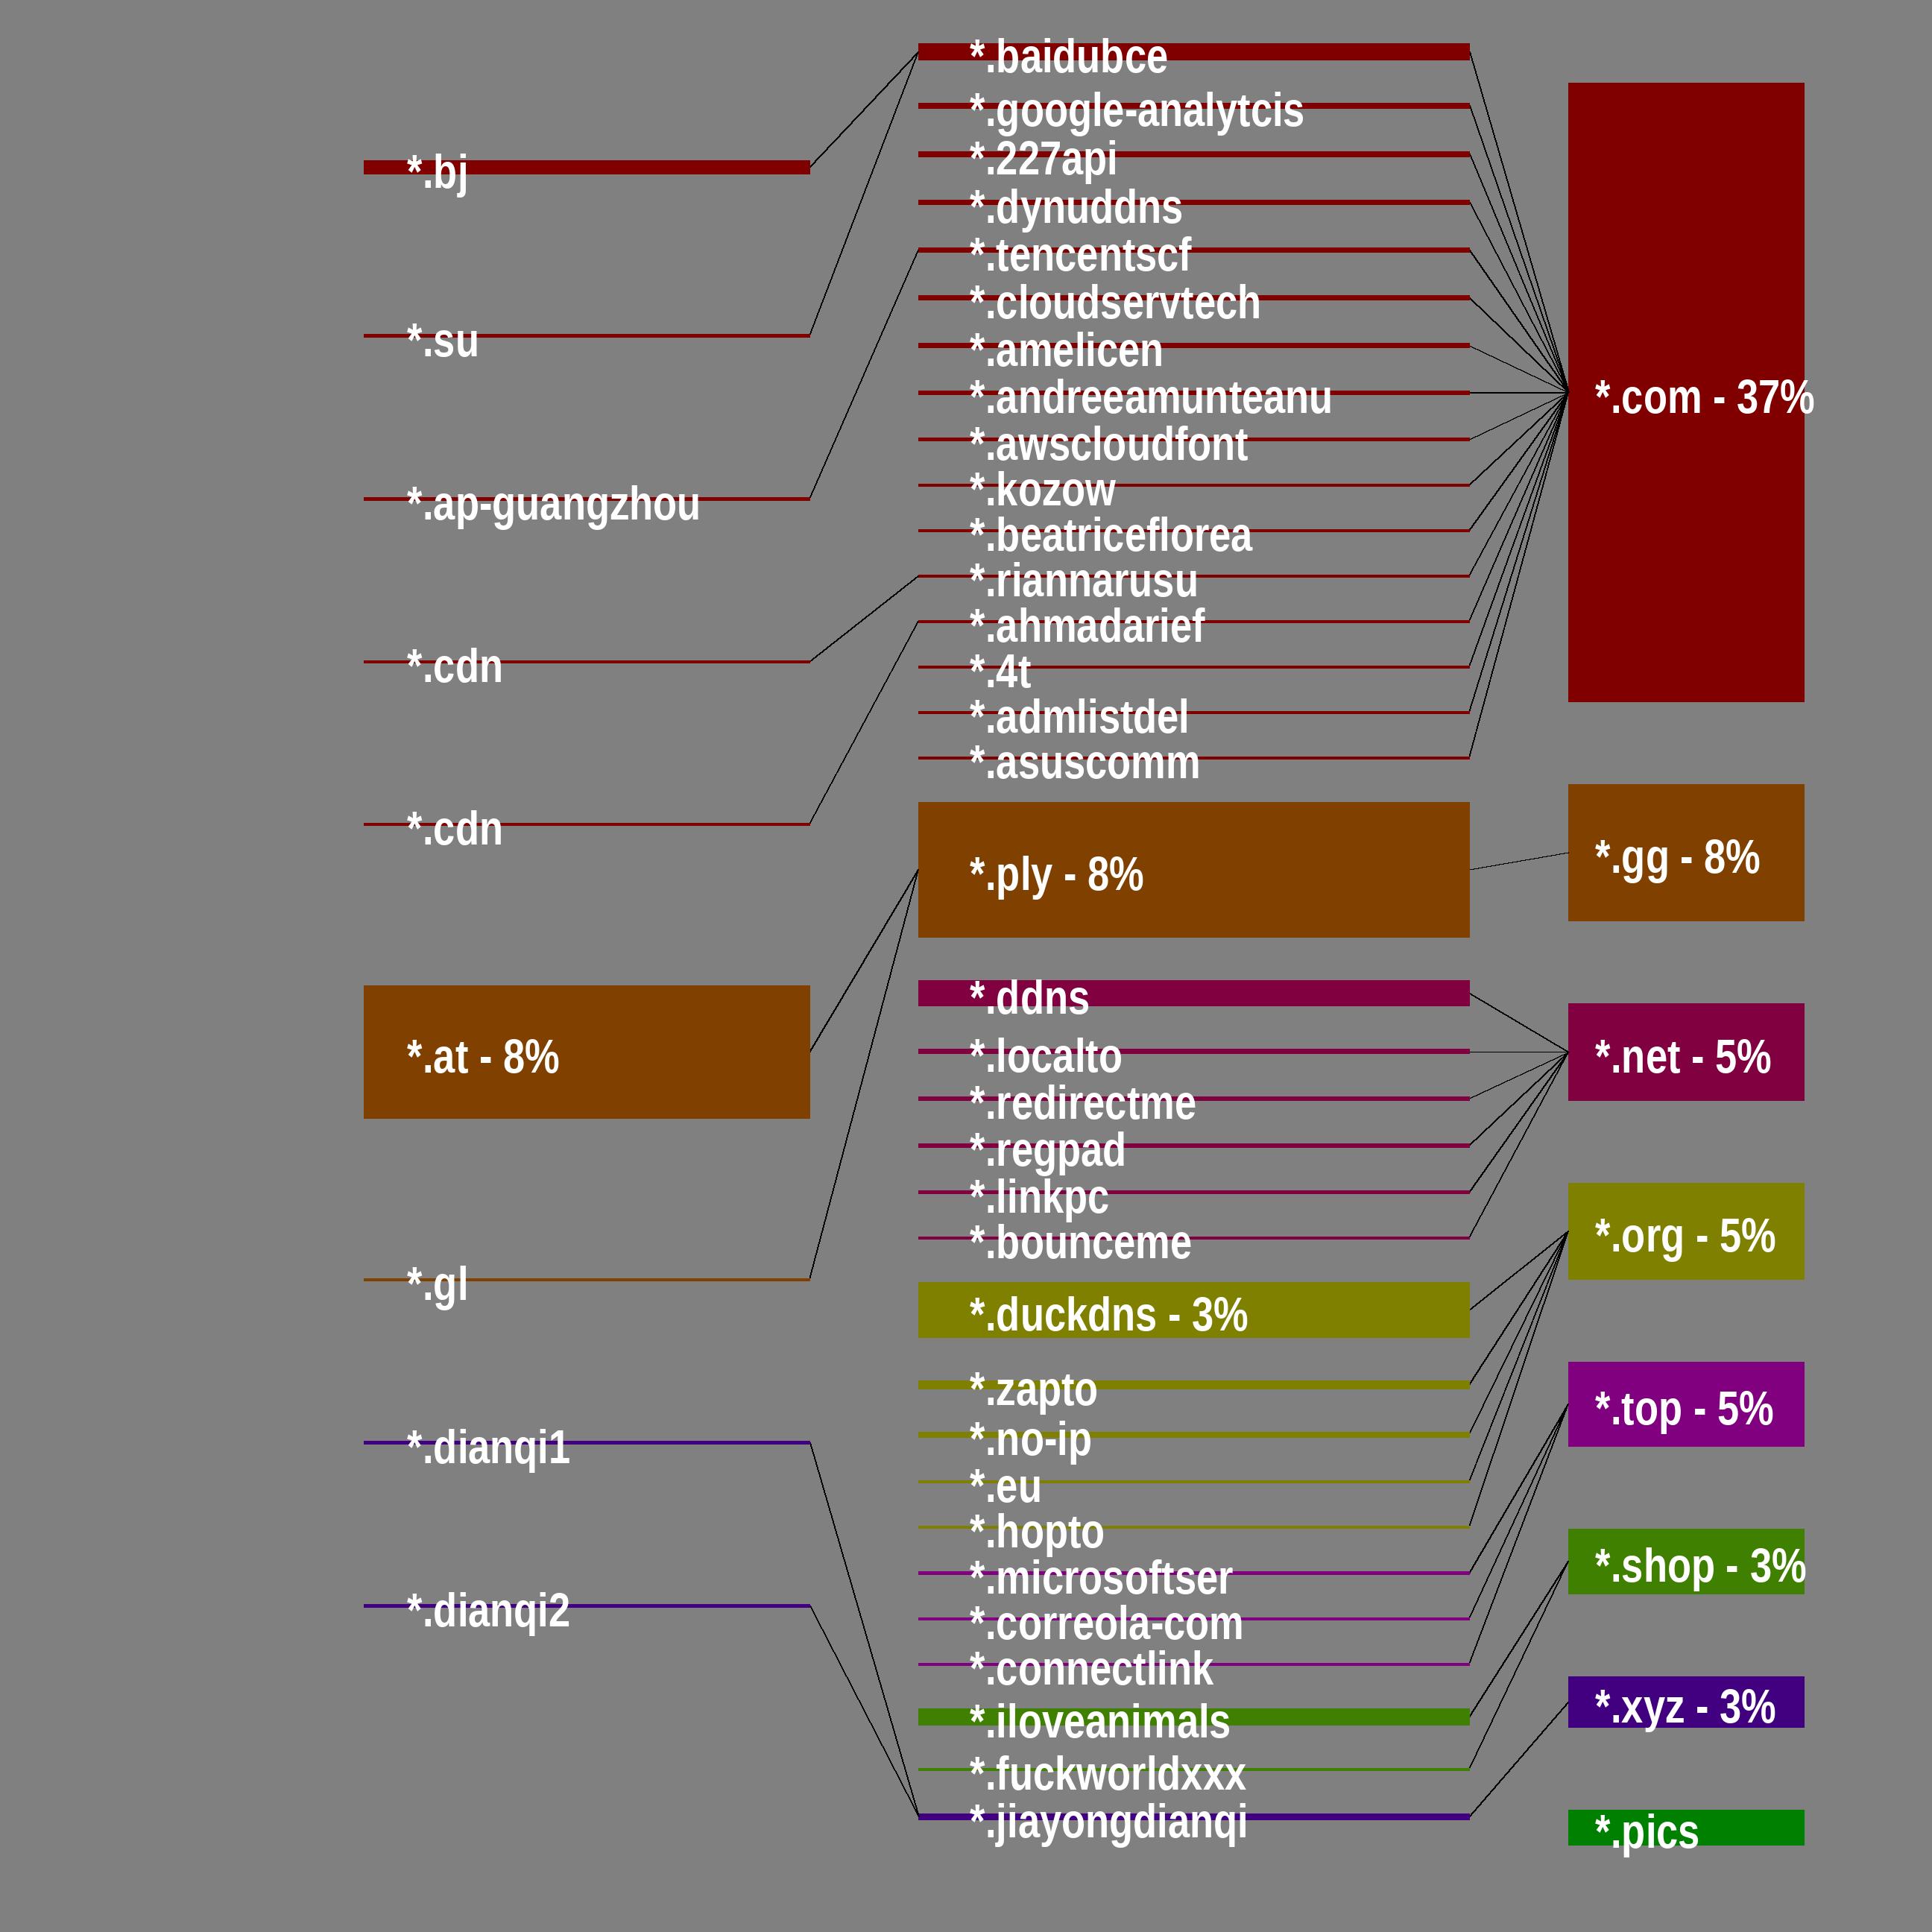 *.bj
*.su
*.ap-guangzhou
*.cdn
*.cdn
*.at - 8%
*.gl
*.dianqi1
*.dianqi2
*.baidubce
*.google-analytcis
*.227api
*.dynuddns
*.tencentscf
*.cloudservtech
*.amelicen
*.andreeamunteanu
*.awscloudfont
*.kozow
*.beatriceflorea
*.riannarusu
*.ahmadarief
*.4t
*.admlistdel
*.asuscomm
*.ply - 8%
*.ddns
*.localto
*.redirectme
*.regpad
*.linkpc
*.bounceme
*.duckdns - 3%
*.zapto
*.no-ip
*.eu
*.hopto
*.microsoftser
*.correola-com
*.connectlink
*.iloveanimals
*.fuckworldxxx
*.jiayongdianqi
*.com - 37%
*.gg - 8%
*.net - 5%
*.org - 5%
*.top - 5%
*.shop - 3%
*.xyz - 3%
*.pics